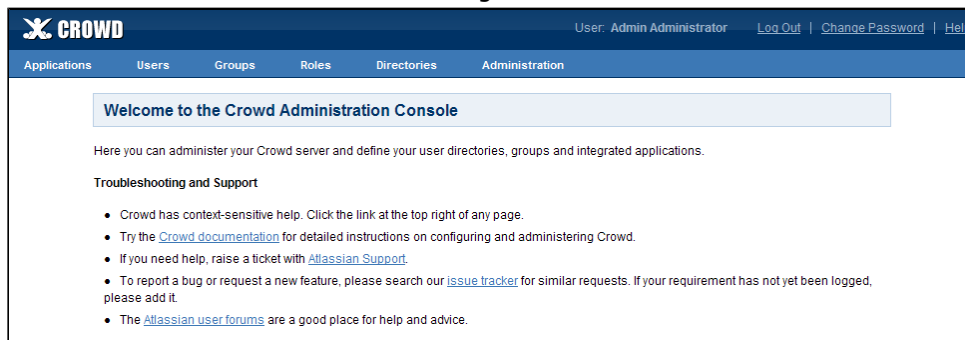 CROWD
User: Admin Administrator Log Out | Change Password |
Applications Users Groups Roles Directories Administration
Welcome to the Crowd Administration Console
Here you can administer your Crowd server and define your user directories, groups and integrated applications.
Troubleshooting and Support
• Crowd has context-sensitive help. Click the link at the top right of any page.
• Try the Crowd documentation for detailed instructions on configuring and administering Crowd.
• If you need help, raise a ticket with Atlassian Support.
• To report a bug or request a new feature, please search our issue tracker for similar requests. If your requirement has not yet been logged,
please add it.
• The Atlassian user forums are a good place for help and advice.